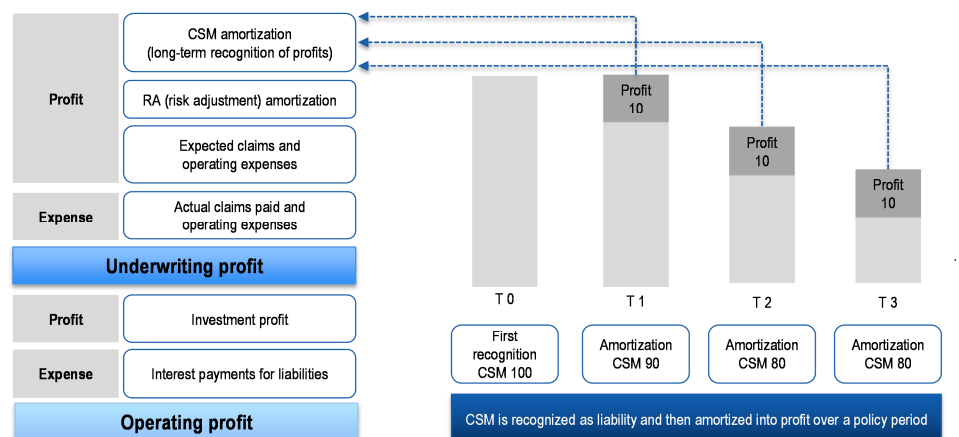 Profit
CSM amortization
(long-term recognition of profits)
RA (risk adjustment) amortization
Expected claims and
operating expenses
Expense
Actual claims paid and
operating expenses
Underwriting profit
Profit
Investment profit
Expense
Interest payments for liabilities
Operating profit
Profit
10
Profit
10
Profit
10
T 0
T 1
T 2
T 3
First
recognition
CSM 100
Amortization
CSM 90
Amortization
CSM 80
Amortization
CSM 80
CSM is recognized as liability and then amortized into profit over a policy period